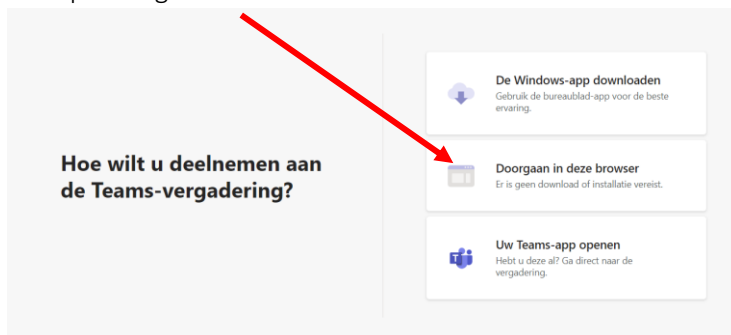 Hoe wilt u deelnemen aan
de Teams-vergadering?
De Windows-app downloaden
Gebruik de bureaublad-app voor de beste
ervaring.
Doorgaan in deze browser
Er is geen download of installatie vereist.
Uw Teams-app openen
Hebt u deze al? Ga direct naar de
vergadering.